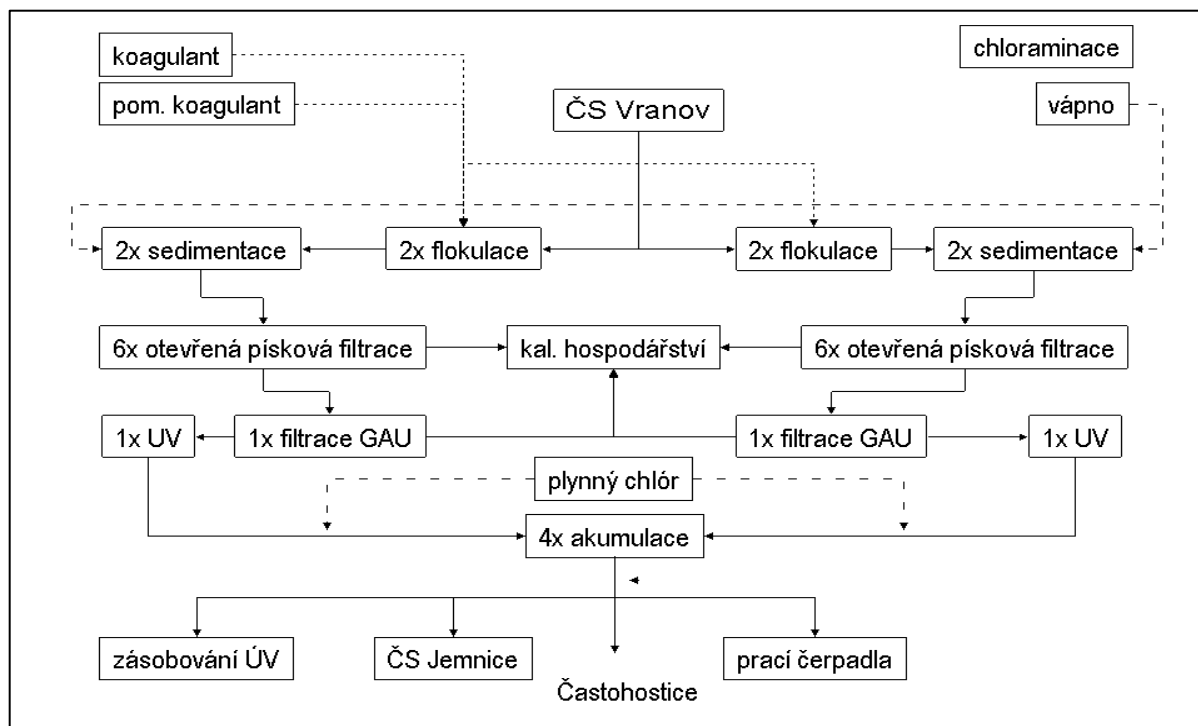 koagulant
chloraminace
pom. koagulant
ČS Vranov
vápno
2x sedimentace
2x flokulace
2x flokulace
2x sedimentace
6x otevřená písková filtrace
kal. hospodářství
6x otevřená písková filtrace
1x UV
1x filtrace GAU
1x filtrace GAU
1x UV
plynný chlór
4x akumulace
zásobování ÚV
ČS Jemnice
prací čerpadla
Častohostice